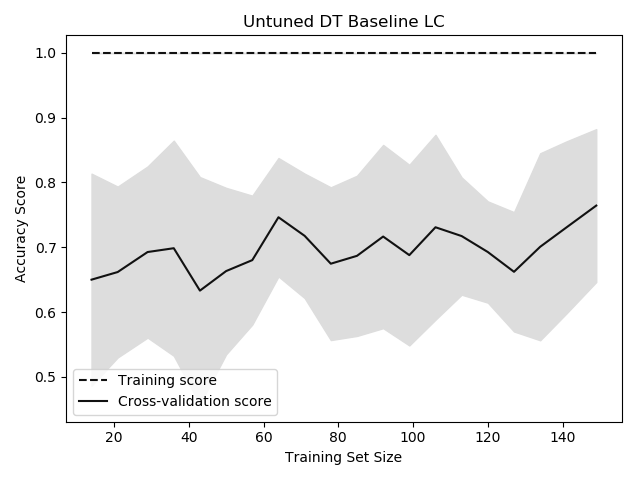 Untuned DT Baseline LC
1.0
0.9
0.8
0.7
0.6
0.5
Accuracy Score
Training score
Cross-validation score
20 40 60 80 100 120 140
Training Set Size